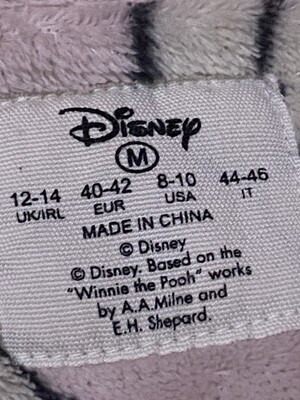 Disney
M
12-14 40-42 8-10 44-46
UK/IRL EUR USA IT
MADE IN CHINA
© Disney
© Disney. Based on the
"Winnie the Pooh" works
by A.A.Milne and
E.H. Shepard.